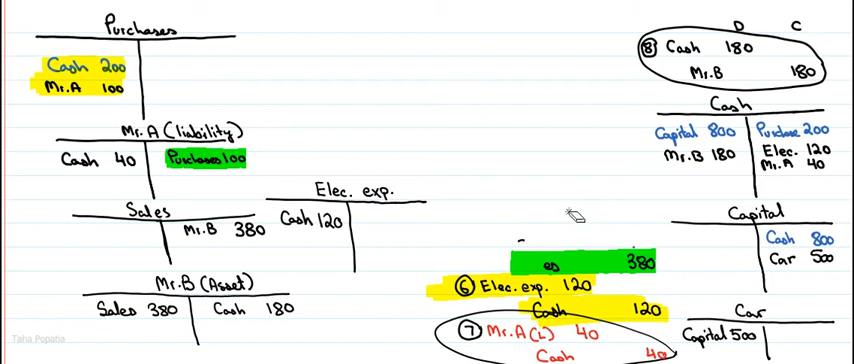 Purchases
Cash 200
Mr.A 100
Mr.A (liability)
Cash 40 Purchases 100
Sales
Mr.B 380
Elec. exp.
Cash 120
Mr.B (Asset)
Sales 380 Cash 180
es 380
6 Elec. exp. 120
Cash 120
7 Mr.A(L) 40
Cash 40
D C
8 Cash 180
Mr.B 180
Cash
Capital 800 Purchase 200
Mr.B 180 Elec. 120
Mr.A 40
Capital
Cash 800
Car 500
Car
Capital 500
Taha Popatia